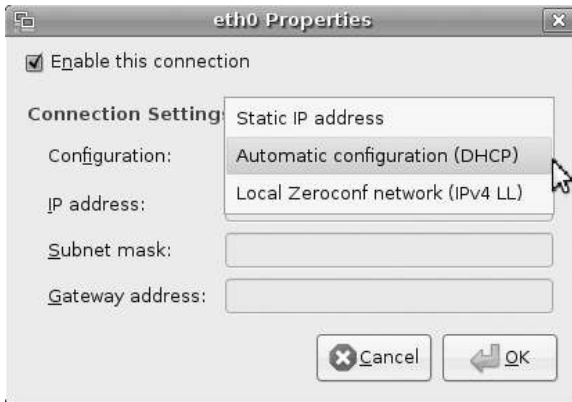 eth0 Properties
Enable this connection
Connection Setting
Static IP address
Configuration:
Automatic configuration (DHCP)
Local Zeroconf network (IPv4 LL)
IP address:
Subnet mask:
Gateway address:
Cancel
OK